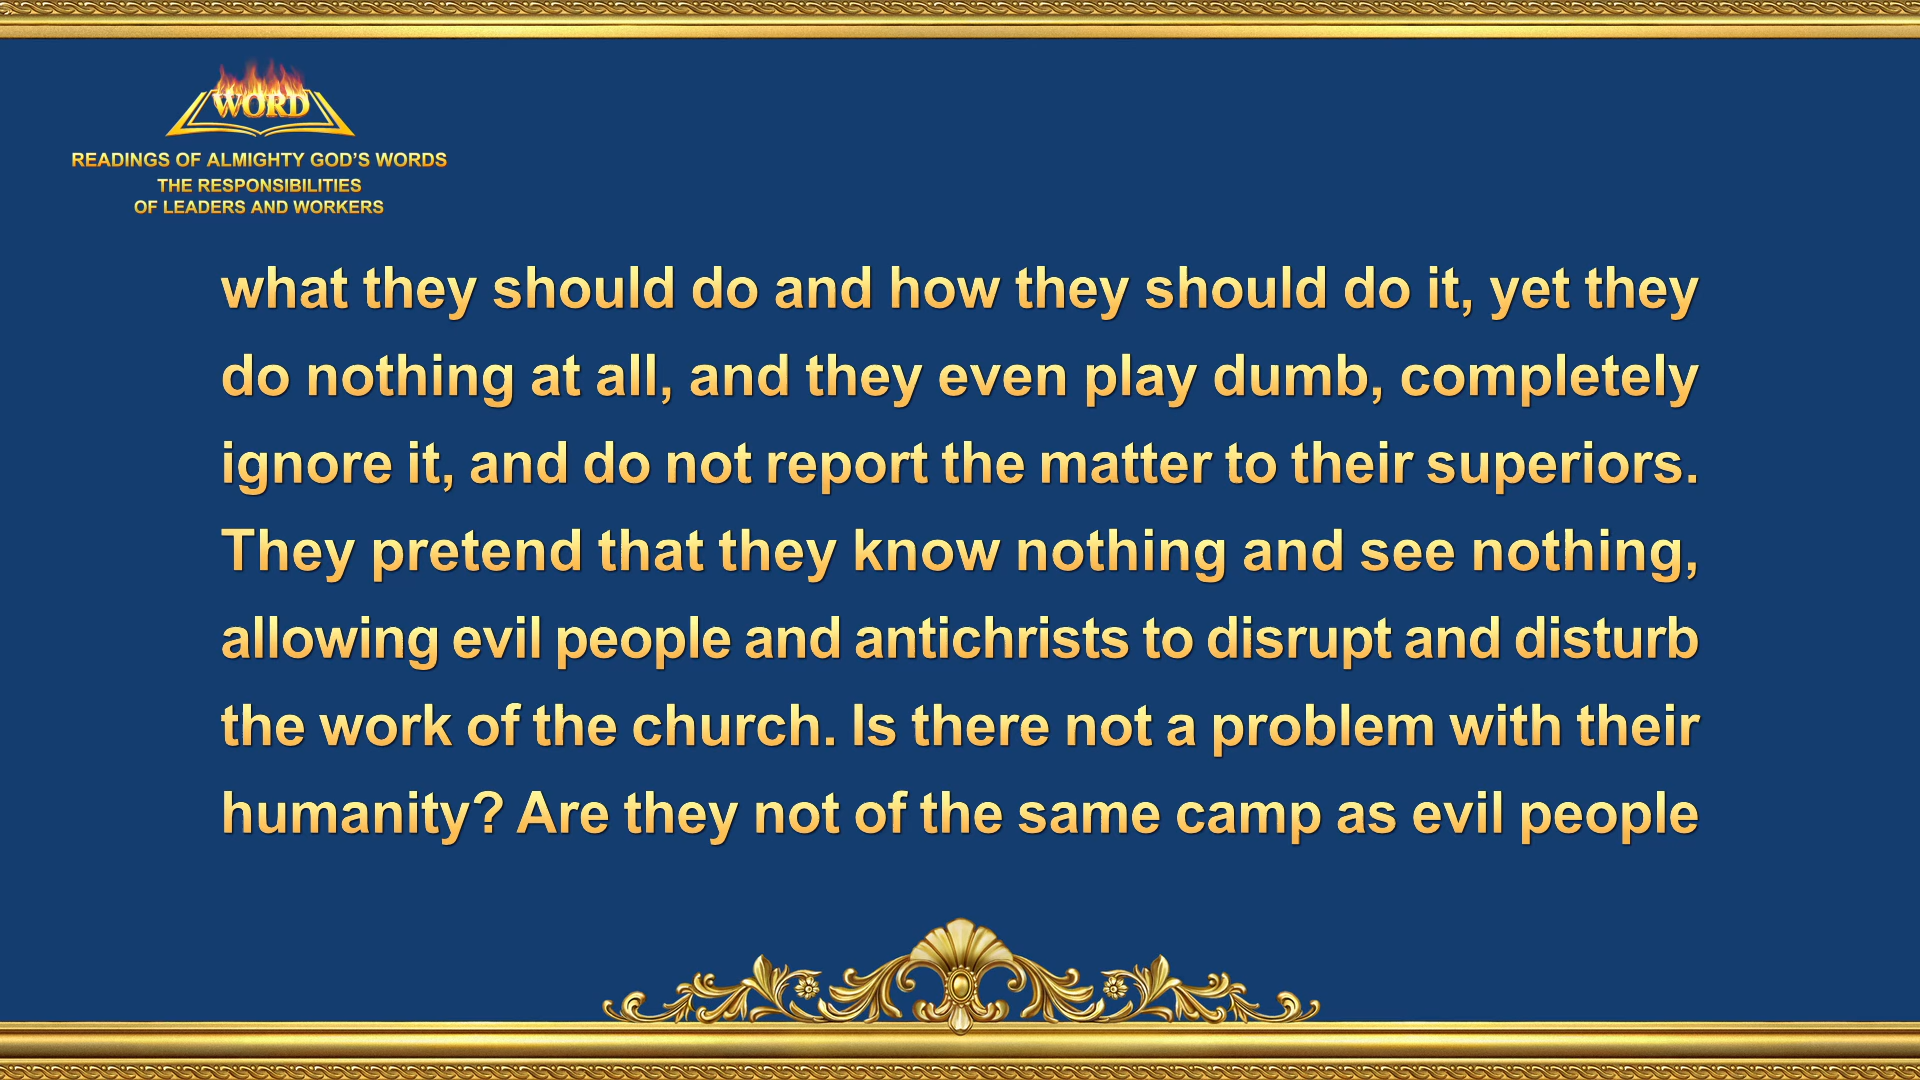 WORD
READINGS OF ALMIGHTY GOD’S WORDS
THE RESPONSIBILITIES
OF LEADERS AND WORKERS
what they should do and how they should do it, yet they
do nothing at all, and they even play dumb, completely
ignore it, and do not report the matter to their superiors.
They pretend that they know nothing and see nothing,
allowing evil people and antichrists to disrupt and disturb
the work of the church. Is there not a problem with their
humanity? Are they not of the same camp as evil people